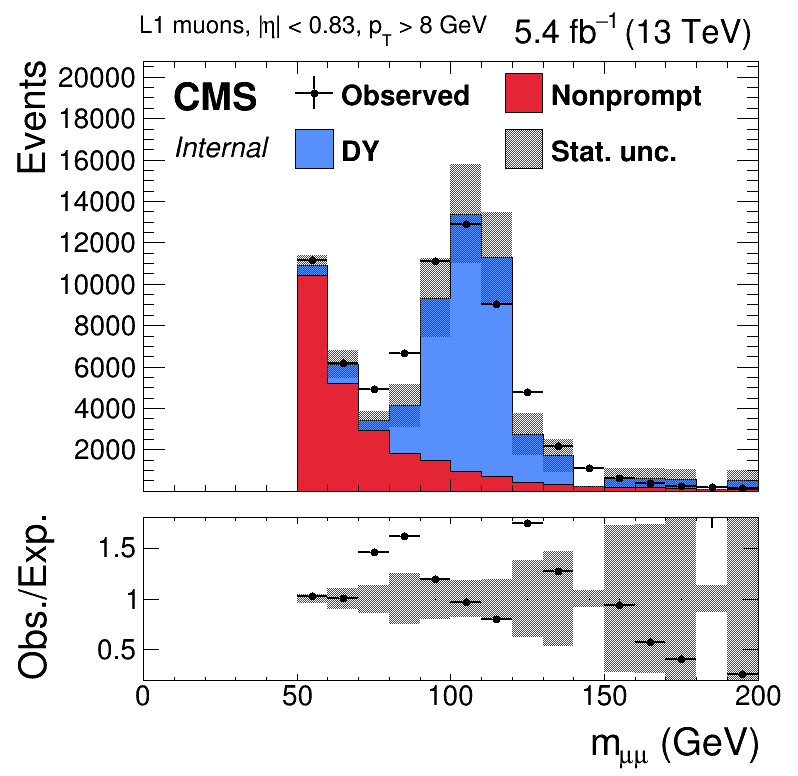 L1 muons, |η| < 0.83, p_T > 8 GeV 5.4 fb⁻¹ (13 TeV)
Events
20000
18000
16000
14000
12000
10000
8000
6000
4000
2000
CMS
Internal
Observed
Nonprompt
DY
Stat. unc.
Obs./Exp.
1.5
1
0.5
0 50 100 150 200
m_μμ (GeV)